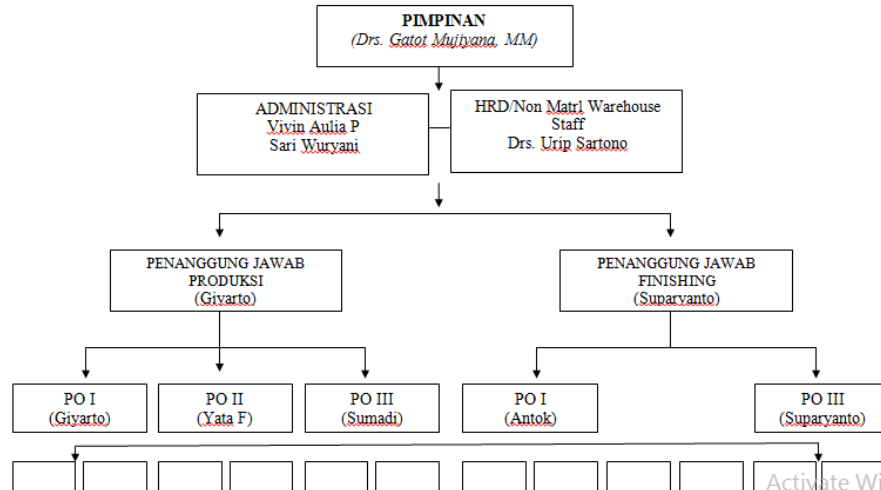 PIMPINAN
(Drs. Gatot Mujiyana, MM)
ADMINISTRASI
Vivin Aulia P
Sari Wuryani
HRD/Non Matrl Warehouse
Staff
Drs. Urip Sartono
PENANGGUNG JAWAB
PRODUKSI
(Giyarto)
PENANGGUNG JAWAB
FINISHING
(Suparyanto)
PO I
(Giyarto)
PO II
(Yata F)
PO III
(Sumadi)
PO I
(Antok)
PO III
(Suparyanto)
Activate Wi